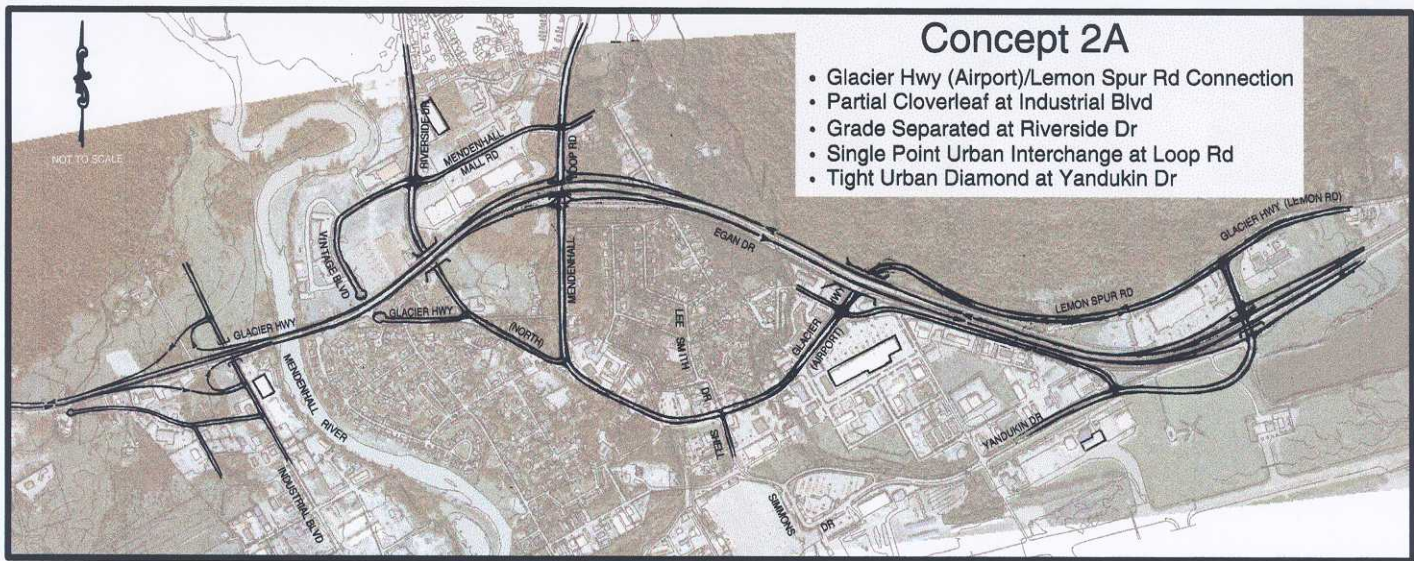 Concept 2A
• Glacier Hwy (Airport)/Lemon Spur Rd Connection
• Partial Cloverleaf at Industrial Blvd
• Grade Separated at Riverside Dr
• Single Point Urban Interchange at Loop Rd
• Tight Urban Diamond at Yandukin Dr
NOT TO SCALE
RIVERSIDE DR
MENDENHALL
MALL RD
LOOP RD
VINTAGE BLVD
EGAN DR
GLACIER HWY (LEMON RD)
LEMON SPUR RD
MENDENHALL
GLACIER HWY
GLACIER HWY
(NORTH)
GLACIER HWY
(AIRPORT)
LEE SMITH
DR
SHELL
MENDENHALL RIVER
INDUSTRIAL BLVD
YANDUKIN DR
SIMMONS
DR